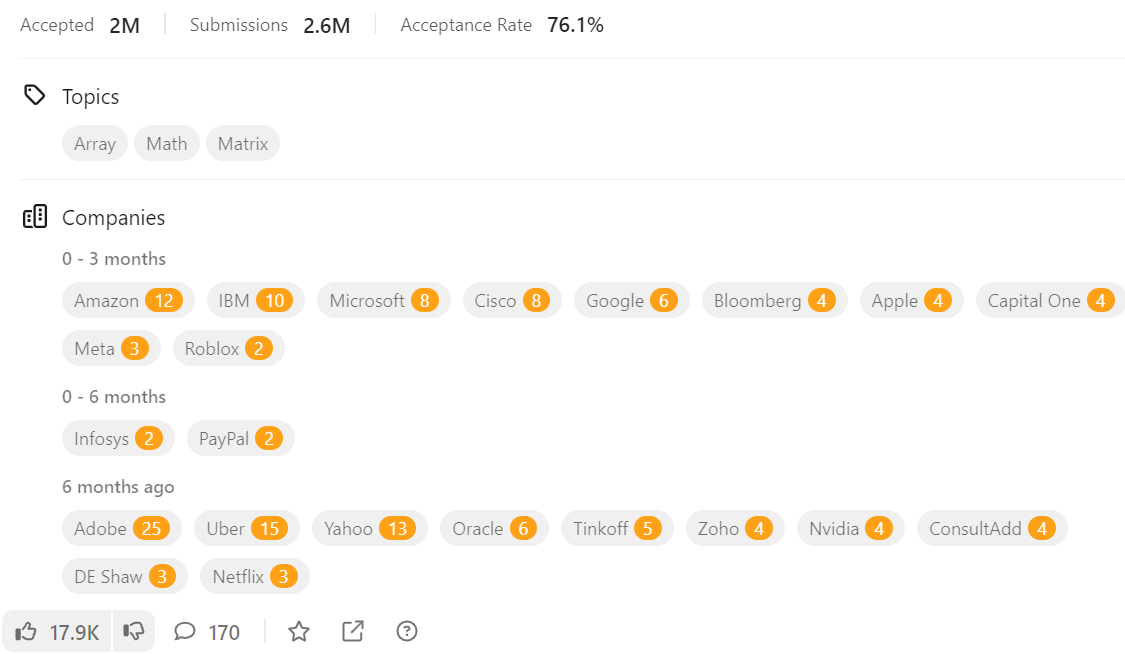 Accepted 2M Submissions 2.6M Acceptance Rate 76.1%
Topics
Array Math Matrix
Companies
0 - 3 months
Amazon 12 IBM 10 Microsoft 8 Cisco 8 Google 6 Bloomberg 4 Apple 4 Capital One 4
Meta 3 Roblox 2
0 - 6 months
Infosys 2 PayPal 2
6 months ago
Adobe 25 Uber 15 Yahoo 13 Oracle 6 Tinkoff 5 Zoho 4 Nvidia 4 ConsultAdd 4
DE Shaw 3 Netflix 3
17.9K 170